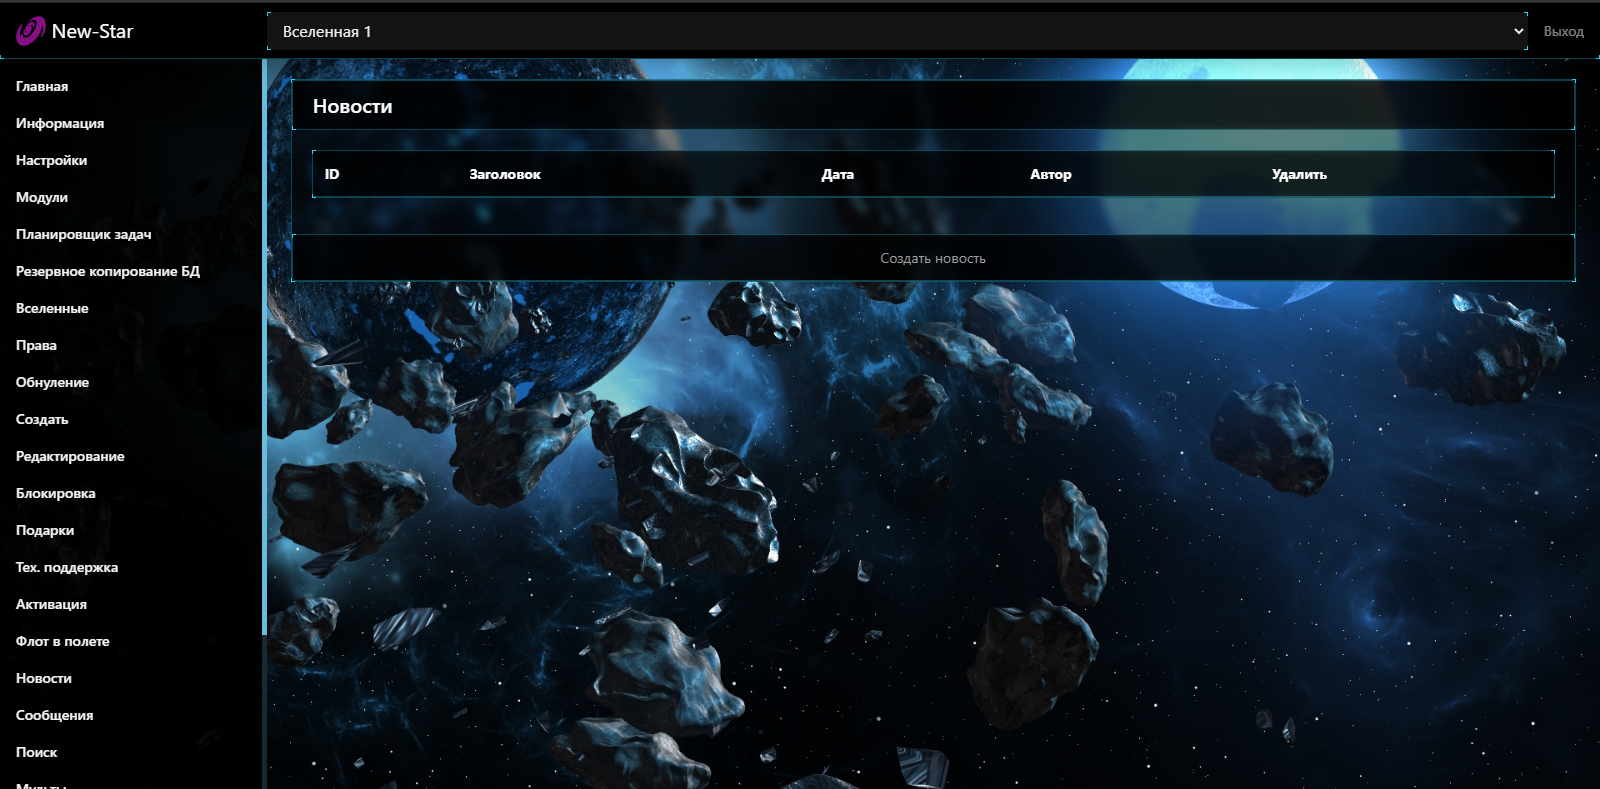 New-Star
Вселенная 1
Выход
Главная
Информация
Настройки
Модули
Планировщик задач
Резервное копирование БД
Вселенные
Права
Обнуление
Создать
Редактирование
Блокировка
Подарки
Тех. поддержка
Активация
Флот в полете
Новости
Сообщения
Поиск
Мульты
Новости
ID Заголовок Дата Автор Удалить
Создать новость